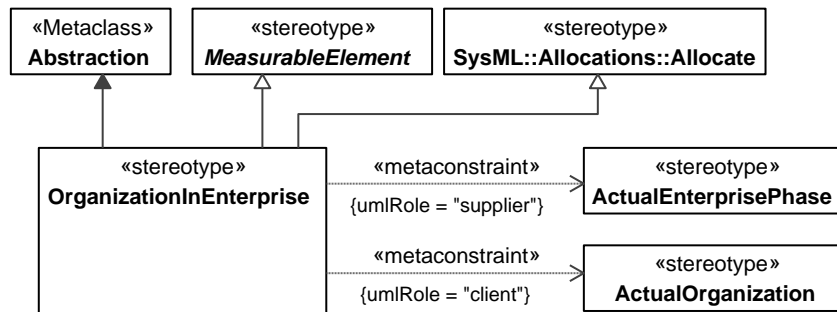 «Metaclass»
Abstraction
«stereotype»
MeasurableElement
«stereotype»
SysML::Allocations::Allocate
«stereotype»
OrganizationInEnterprise
«metaconstraint»
{umlRole = "supplier"}
«stereotype»
ActualEnterprisePhase
«metaconstraint»
{umlRole = "client"}
«stereotype»
ActualOrganization